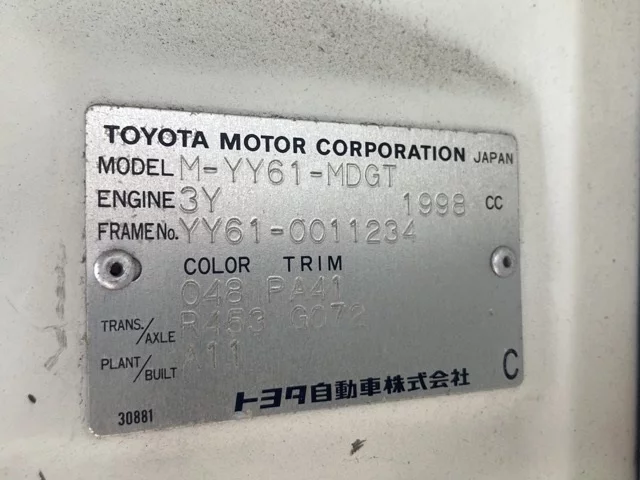 TOYOTA MOTOR CORPORATION JAPAN
MODEL M-YY61-MDGT
ENGINE 3Y 1998 CC
FRAME No. YY61-0011234
COLOR TRIM
048 PA41
TRANS./AXLE R453 G072
PLANT/BUILT A11
トヨタ自動車株式会社 C
30881